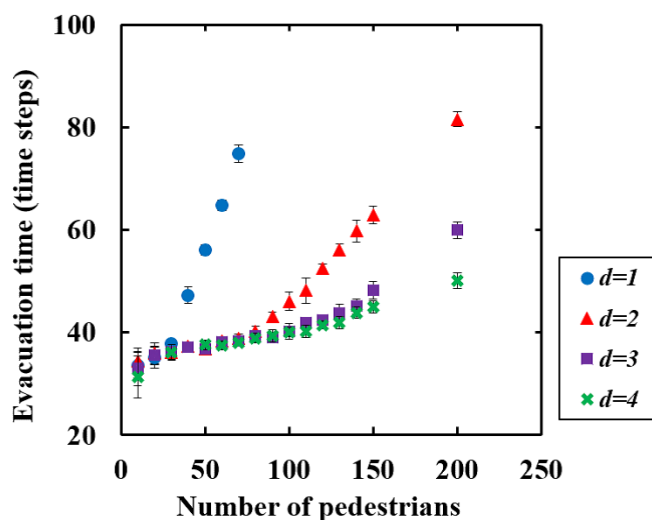 100
80
60
40
20
0
50
100
150
200
250
Evacuation time (time steps)
Number of pedestrians
d=1
d=2
d=3
d=4